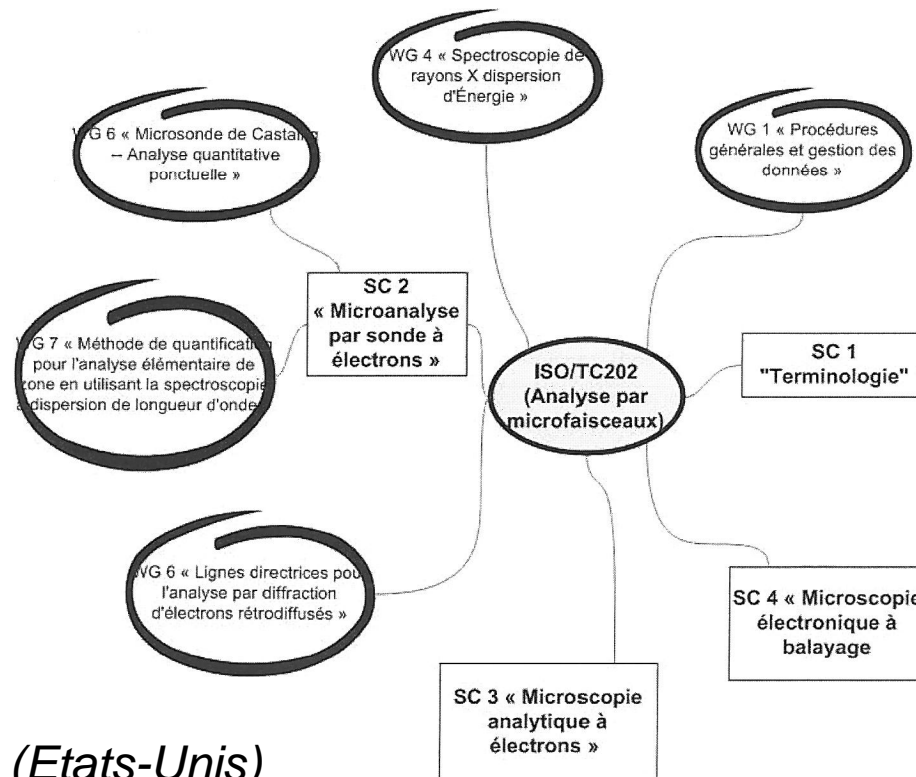 WG 4 « Spectroscopie de
rayons X dispersion
d'Énergie »
WG 6 « Microsonde de Castaing
– Analyse quantitative
ponctuelle »
WG 1 « Procédures
générales et gestion des
données »
SC 2
« Microanalyse
par sonde à
électrons »
WG 7 « Méthode de quantification
pour l'analyse élémentaire de
zone en utilisant la spectroscopie
à dispersion de longueur d'onde
ISO/TC202
(Analyse par
microfaisceaux)
SC 1
"Terminologie"
WG 6 « Lignes directrices pour
l'analyse par diffraction
d'électrons rétrodiffusés »
SC 4 « Microscopie
électronique à
balayage
SC 3 « Microscopie
analytique à
électrons »
(Etats-Unis)